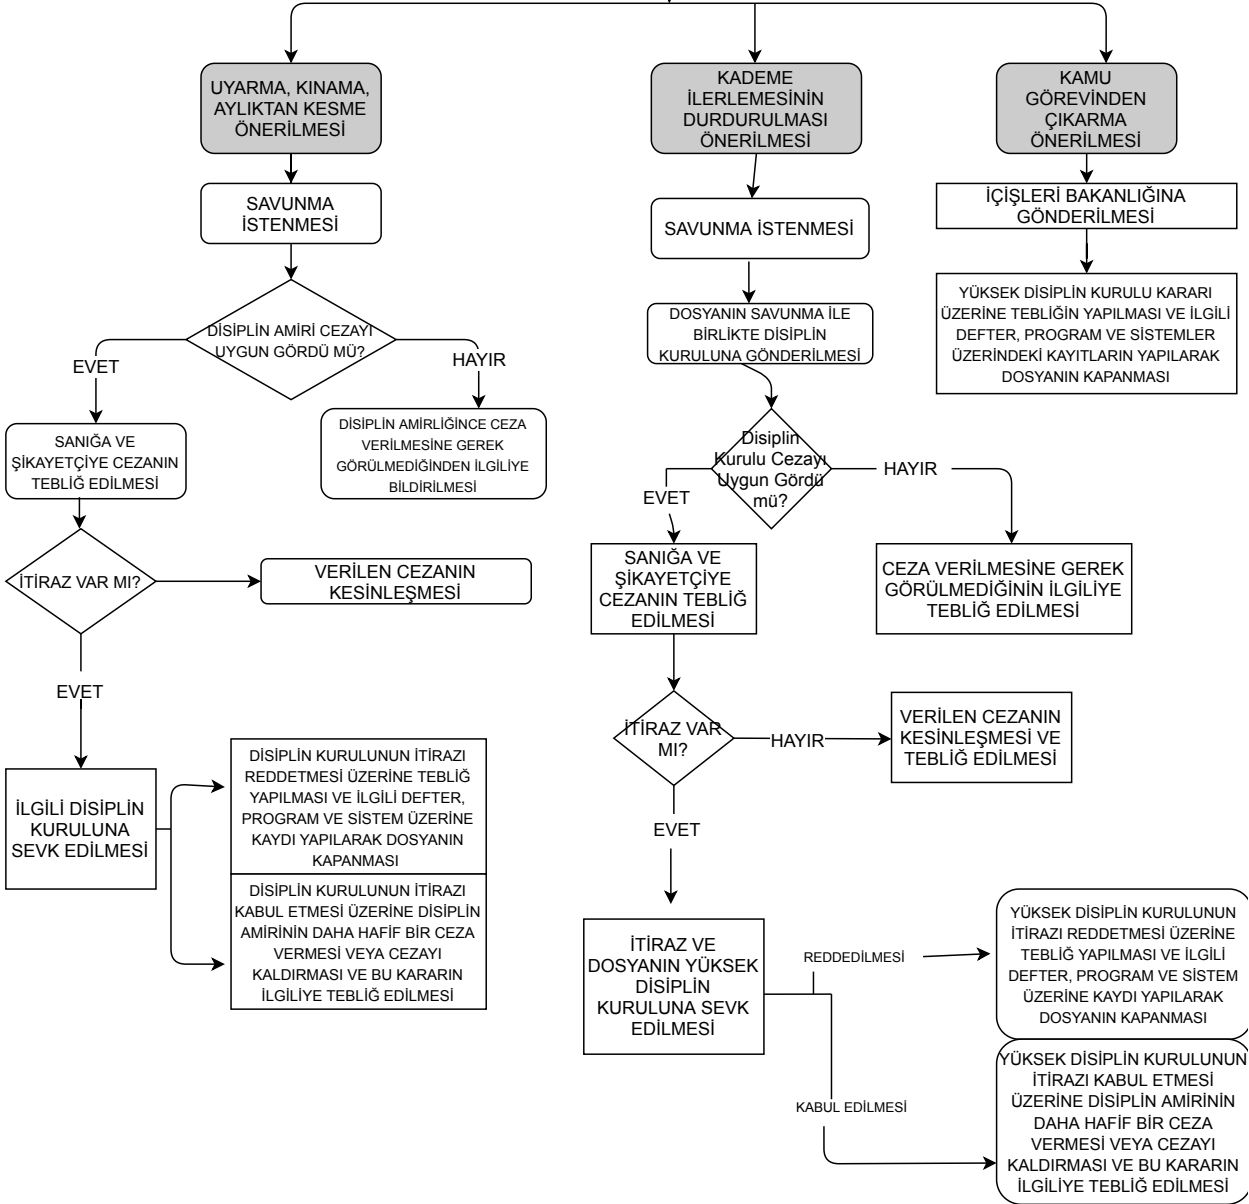 UYARMA, KINAMA,
AYLIKTAN KESME
ÖNERİLMESİ
SAVUNMA
İSTENMESİ
DİSİPLİN AMİRİ CEZAYI
UYGUN GÖRDÜ MÜ?
EVET
HAYIR
SANIĞA VE
ŞİKAYETÇİYE CEZANIN
TEBLİĞ EDİLMESİ
DİSİPLİN AMİRLİĞİNCE CEZA
VERİLMESİNE GEREK
GÖRÜLMEDİĞİNDEN İLGİLİYE
BİLDİRİLMESİ
İTİRAZ VAR MI?
VERİLEN CEZANIN
KESİNLEŞMESİ
EVET
İLGİLİ DİSİPLİN
KURULUNA
SEVK EDİLMESİ
DİSİPLİN KURULUNUN İTİRAZI
REDDETMESİ ÜZERİNE TEBLİĞ
YAPILMASI VE İLGİLİ DEFTER,
PROGRAM VE SİSTEM ÜZERİNE
KAYDI YAPILARAK DOSYANIN
KAPANMASI
DİSİPLİN KURULUNUN İTİRAZI
KABUL ETMESİ ÜZERİNE DİSİPLİN
AMİRİNİN DAHA HAFİF BİR CEZA
VERMESİ VEYA CEZAYI
KALDIRMASI VE BU KARARIN
İLGİLİYE TEBLİĞ EDİLMESİ
KADEME
İLERLEMESİNİN
DURDURULMASI
ÖNERİLMESİ
SAVUNMA İSTENMESİ
DOSYANIN SAVUNMA İLE
BİRLİKTE DİSİPLİN
KURULUNA GÖNDERİLMESİ
Disiplin
Kurulu Cezayı
Uygun Gördü
mü?
EVET
HAYIR
SANIĞA VE
ŞİKAYETÇİYE
CEZANIN TEBLİĞ
EDİLMESİ
CEZA VERİLMESİNE GEREK
GÖRÜLMEDİĞİNİN İLGİLİYE
TEBLİĞ EDİLMESİ
İTİRAZ VAR
MI?
HAYIR
VERİLEN CEZANIN
KESİNLEŞMESİ VE
TEBLİĞ EDİLMESİ
EVET
İTİRAZ VE
DOSYANIN YÜKSEK
DİSİPLİN
KURULUNA SEVK
EDİLMESİ
REDDEDİLMESİ
YÜKSEK DİSİPLİN KURULUNUN
İTİRAZI REDDETMESİ ÜZERİNE
TEBLİĞ YAPILMASI VE İLGİLİ
DEFTER, PROGRAM VE SİSTEM
ÜZERİNE KAYDI YAPILARAK
DOSYANIN KAPANMASI
KABUL EDİLMESİ
YÜKSEK DİSİPLİN KURULUNUN
İTİRAZI KABUL ETMESİ
ÜZERİNE DİSİPLİN AMİRİNİN
DAHA HAFİF BİR CEZA
VERMESİ VEYA CEZAYI
KALDIRMASI VE BU KARARIN
İLGİLİYE TEBLİĞ EDİLMESİ
KAMU
GÖREVİNDEN
ÇIKARMA
ÖNERİLMESİ
İÇİŞLERİ BAKANLIĞINA
GÖNDERİLMESİ
YÜKSEK DİSİPLİN KURULU KARARI
ÜZERİNE TEBLİĞİN YAPILMASI VE İLGİLİ
DEFTER, PROGRAM VE SİSTEMLER
ÜZERİNDEKİ KAYITLARIN YAPILARAK
DOSYANIN KAPANMASI